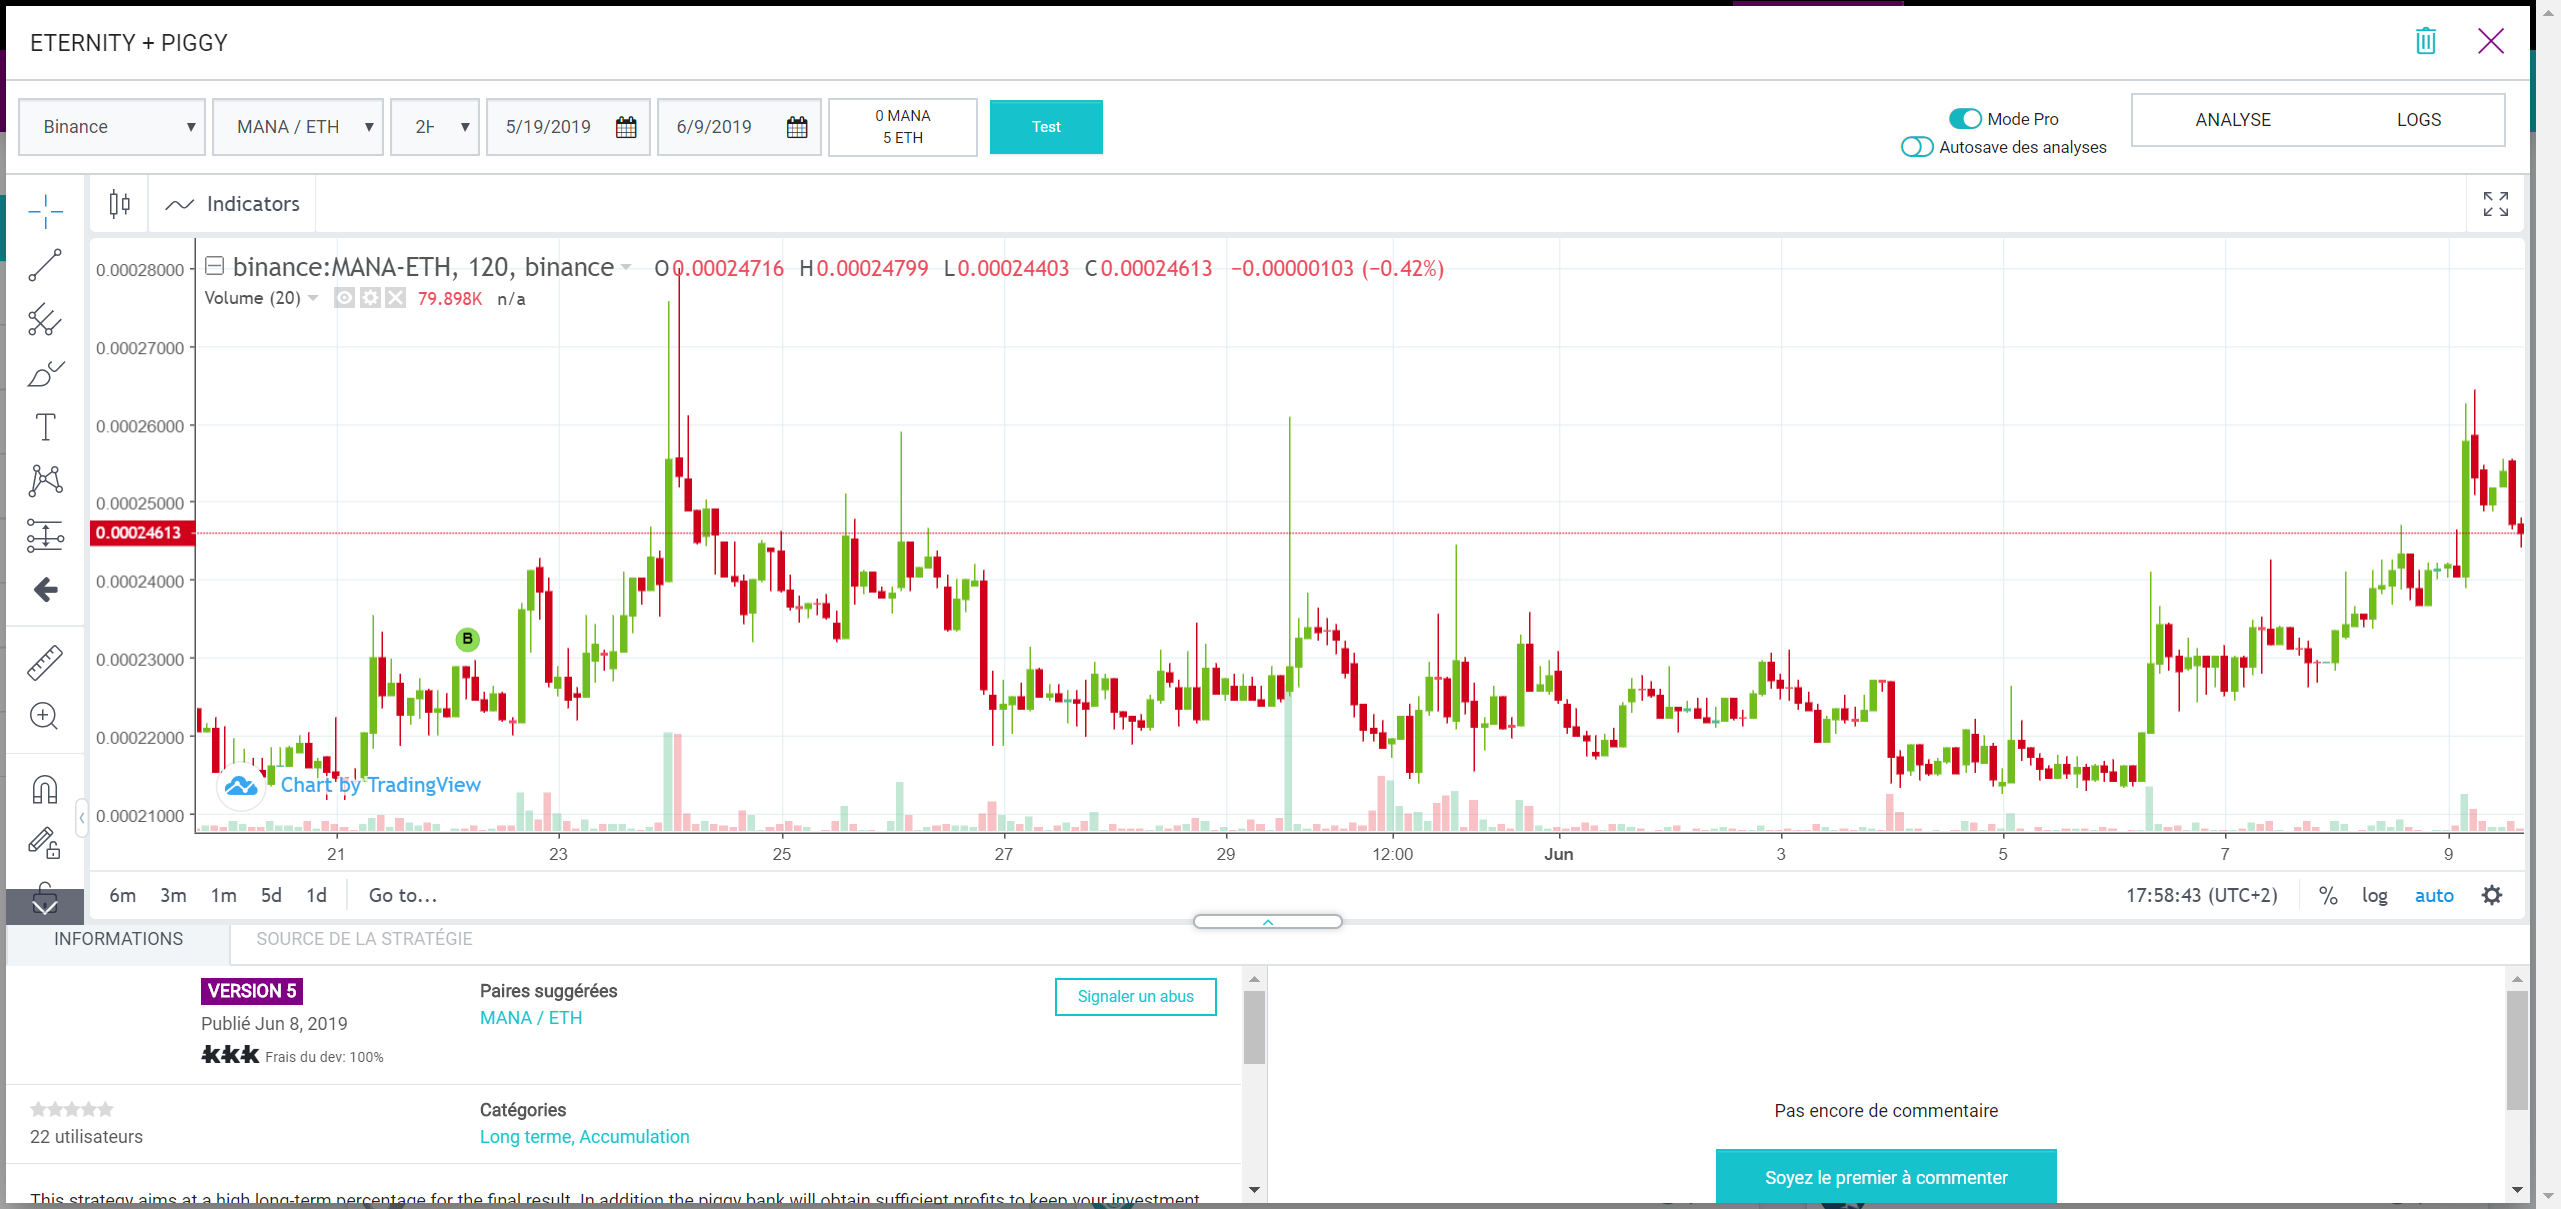 ETERNITY + PIGGY
Binance
MANA / ETH
2H
5/19/2019
6/9/2019
0 MANA
5 ETH
Test
Mode Pro
Autosave des analyses
ANALYSE
LOGS
Indicators
binance:MANA-ETH, 120, binance O0.00024716 H0.00024799 L0.00024403 C0.00024613 −0.00000103 (−0.42%)
Volume (20) 79.898K n/a
0.00028000
0.00027000
0.00026000
0.00025000
0.00024613
0.00024000
0.00023000
0.00022000
0.00021000
B
Chart by TradingView
21 23 25 27 29 12:00 Jun 3 5 7 9
6m 3m 1m 5d 1d Go to...
17:58:43 (UTC+2) % log auto
INFORMATIONS
SOURCE DE LA STRATÉGIE
VERSION 5
Publié Jun 8, 2019
Frais du dev: 100%
Paires suggérées
MANA / ETH
Signaler un abus
22 utilisateurs
Catégories
Long terme, Accumulation
This strategy aims at a high long-term percentage for the final result. In addition the piggy bank will obtain sufficient profits to keep your investment
Pas encore de commentaire
Soyez le premier à commenter